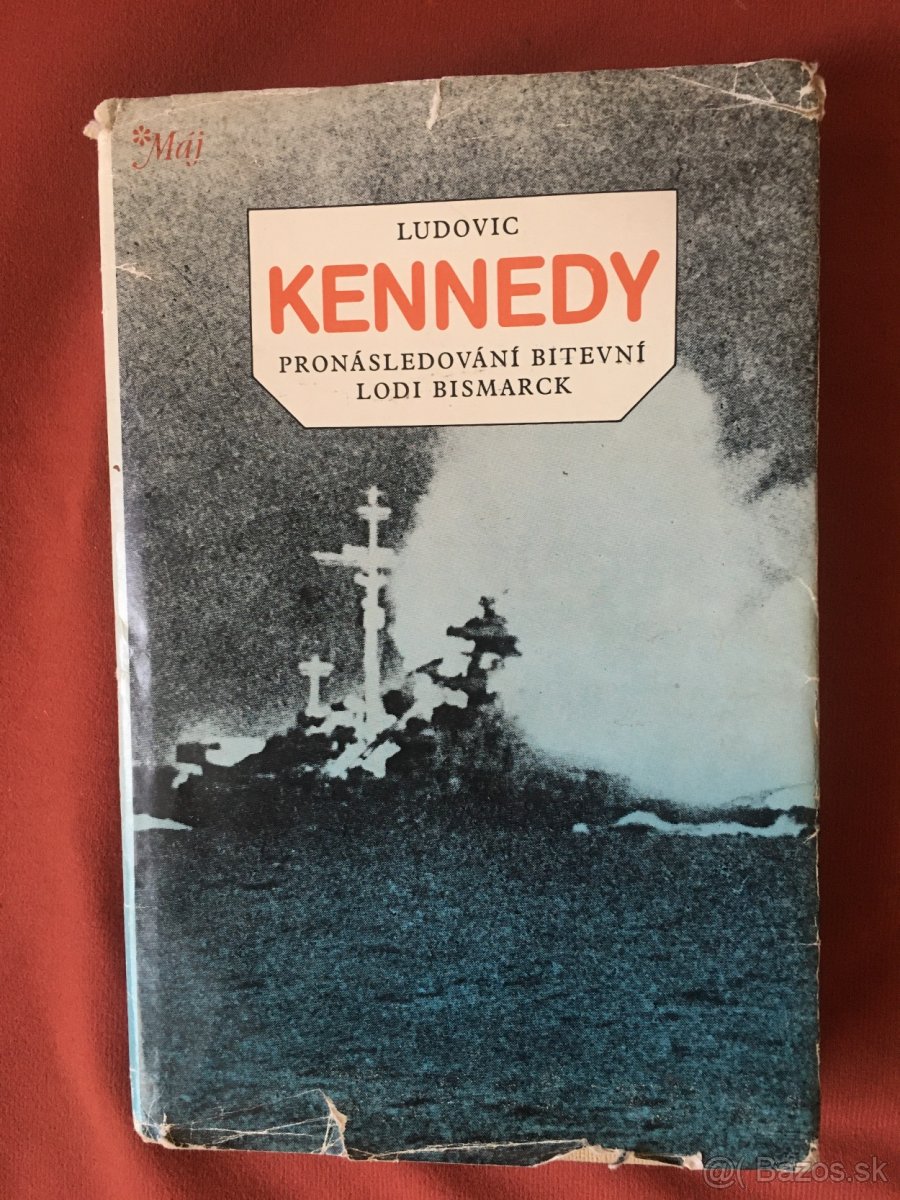 *Máj
LUDOVIC
KENNEDY
PRONÁSLEDOVÁNÍ BITEVNÍ
LODI BISMARCK
@( Bazos.sk